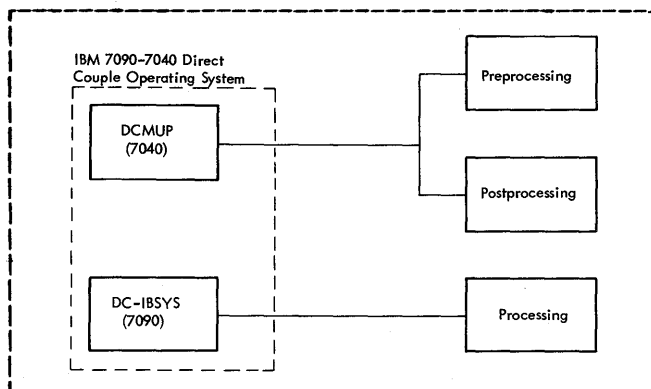 IBM 7090-7040 Direct
Couple Operating System
DCMUP
(7040)
Preprocessing
Postprocessing
DC-IBSYS
(7090)
Processing